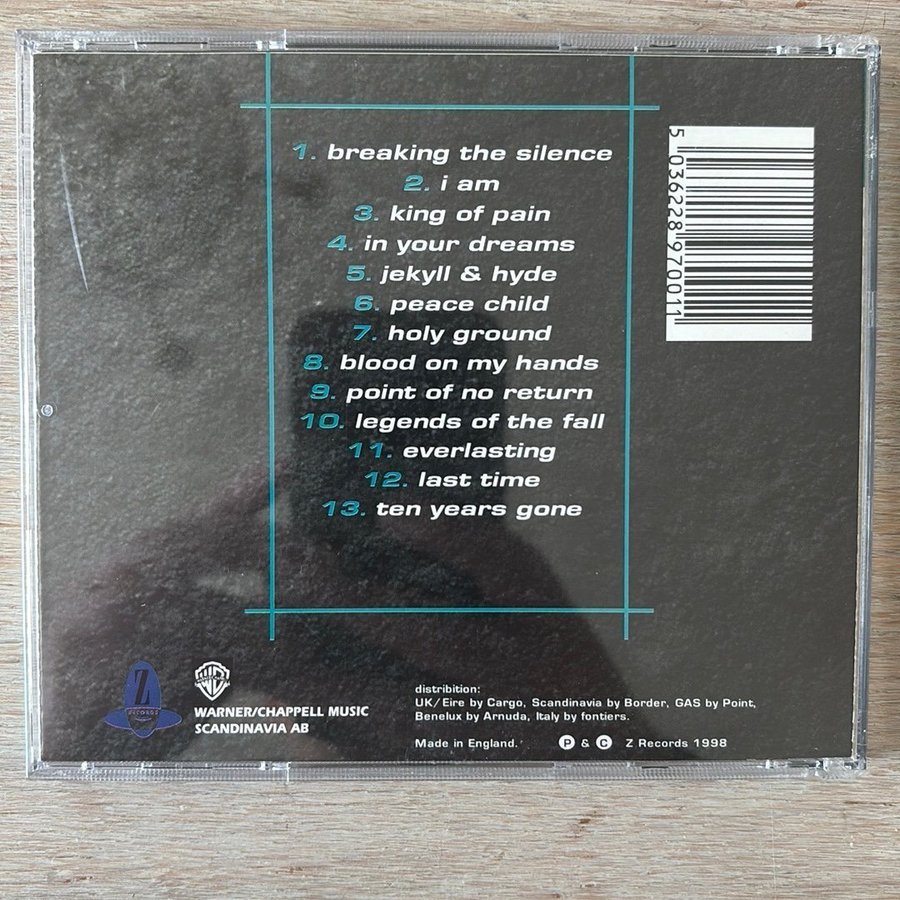 1. breaking the silence
2. i am
3. king of pain
4. in your dreams
5. jekyll & hyde
6. peace child
7. holy ground
8. blood on my hands
9. point of no return
10. legends of the fall
11. everlasting
12. last time
13. ten years gone
5 036228 970011
Z
RECORDS
WARNER/CHAPPELL MUSIC
SCANDINAVIA AB
distribition:
UK/Eire by Cargo, Scandinavia by Border, GAS by Point,
Benelux by Arnuda, Italy by fontiers.
Made in England. P & C Z Records 1998